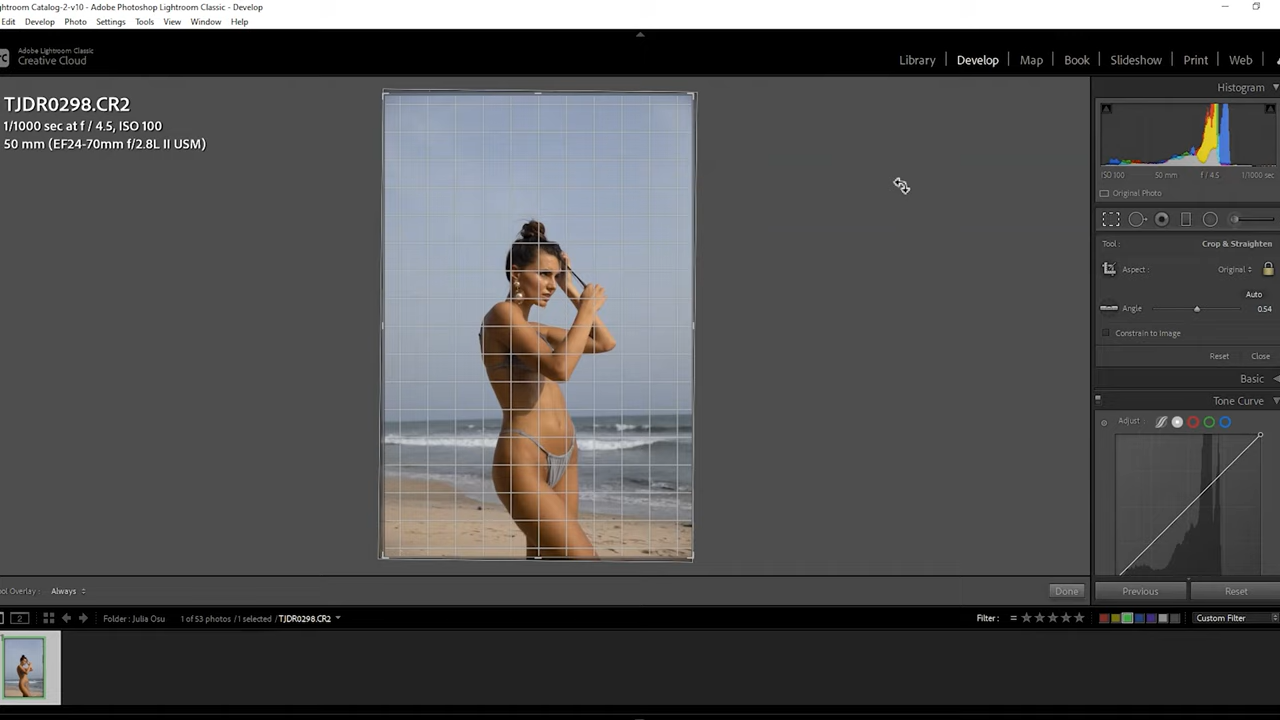 ghtroom Catalog-2-v10 - Adobe Photoshop Lightroom Classic - Develop
Edit Develop Photo Settings Tools View Window Help
Adobe Lightroom Classic
Creative Cloud
Library Develop Map Book Slideshow Print Web
TJDR0298.CR2
1/1000 sec at f / 4.5, ISO 100
50 mm (EF24-70mm f/2.8L II USM)
Histogram
ISO 100 50 mm f / 4.5 1/1000 sec
Original Photo
Tool: Crop & Straighten
Aspect: Original
Auto
Angle 0.54
Constrain to Image
Reset Close
Basic
Tone Curve
Adjust:
ool Overlay: Always Done
Previous Reset
2 Folder: Julia Osu 1 of 53 photos /1 selected /TJDR0298.CR2 Filter: Custom Filter